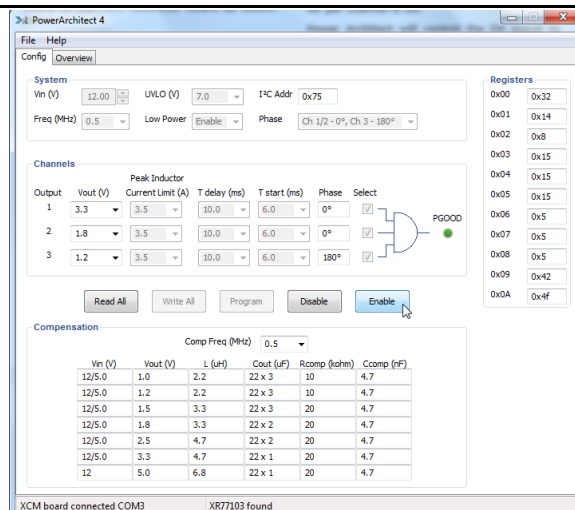 PowerArchitect 4
File Help
Config Overview
System
Vin (V) 12.00 UVLO (V) 7.0 I²C Addr 0x75
Freq (MHz) 0.5 Low Power Enable Phase Ch 1/2 - 0°, Ch 3 - 180°
Channels
Peak Inductor
Output Vout (V) Current Limit (A) T delay (ms) T start (ms) Phase Select
1 3.3 3.5 10.0 6.0 0°
PGOOD
2 1.8 3.5 10.0 6.0 0°
3 1.2 3.5 10.0 6.0 180°
Read All Write All Program Disable Enable
Compensation
Comp Freq (MHz) 0.5
Vin (V) Vout (V) L (uH) Cout (uF) Rcomp (kohm) Ccomp (nF)
12/5.0 1.0 2.2 22 x 3 10 4.7
12/5.0 1.2 2.2 22 x 3 10 4.7
12/5.0 1.5 3.3 22 x 3 20 4.7
12/5.0 1.8 3.3 22 x 2 20 4.7
12/5.0 2.5 4.7 22 x 2 20 4.7
12/5.0 3.3 4.7 22 x 1 20 4.7
12 5.0 6.8 22 x 1 20 4.7
Registers
0x00 0x32
0x01 0x14
0x02 0x8
0x03 0x15
0x04 0x15
0x05 0x15
0x06 0x5
0x07 0x5
0x08 0x5
0x09 0x42
0x0A 0x4f
XCM board connected COM3 XR77103 found